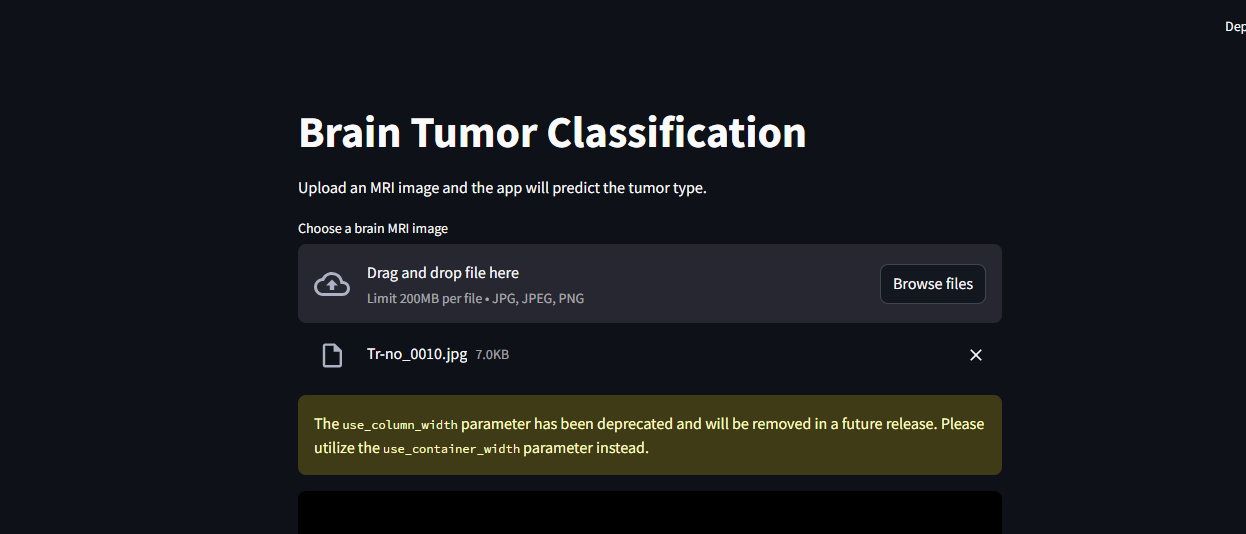 Dep
Brain Tumor Classification
Upload an MRI image and the app will predict the tumor type.
Choose a brain MRI image
Drag and drop file here
Limit 200MB per file • JPG, JPEG, PNG
Browse files
Tr-no_0010.jpg 7.0KB
The use_column_width parameter has been deprecated and will be removed in a future release. Please
utilize the use_container_width parameter instead.